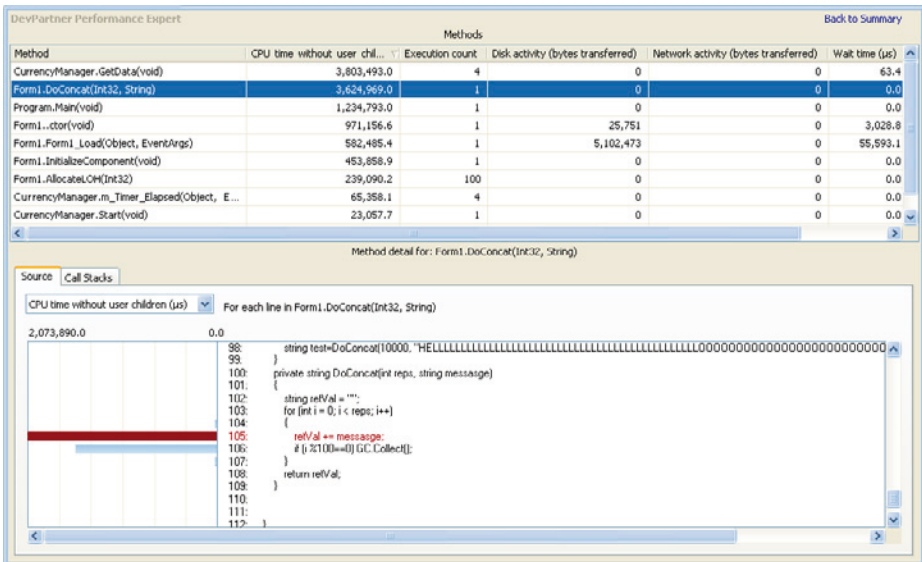 DevPartner Performance Expert Back to Summary
Methods
Method CPU time without user chil... Execution count Disk activity (bytes transferred) Network activity (bytes transferred) Wait time (µs)
CurrencyManager.GetData(void) 3,803,493.0 4 0 0 63.4
Form1.DoConcat(Int32, String) 3,624,969.0 1 0 0 0.0
Program.Main(void) 1,234,793.0 1 0 0 0.0
Form1..ctor(void) 971,156.6 1 25,751 0 3,028.8
Form1.Form1_Load(Object, EventArgs) 582,485.4 1 5,102,473 0 55,593.1
Form1.InitializeComponent(void) 453,858.9 1 0 0 0.0
Form1.AllocateLOH(Int32) 239,090.2 100 0 0 0.0
CurrencyManager.m_Timer_Elapsed(Object, E... 65,358.1 4 0 0 0.0
CurrencyManager.Start(void) 23,057.7 1 0 0 0.0
Method detail for: Form1.DoConcat(Int32, String)
Source Call Stacks
CPU time without user children (µs) For each line in Form1.DoConcat(Int32, String)
2,073,890.0 0.0
98: string test=DoConcat(10000, 
99: }
100: private string DoConcat(int reps, string messasge)
101: {
102: string retVal = "";
103: for (int i = 0; i < reps; i++)
104: {
105: retVal += messasge;
106: if (i %100==0) GC.Collect();
107: }
108: return retVal;
109: }
110:
111:
112: }